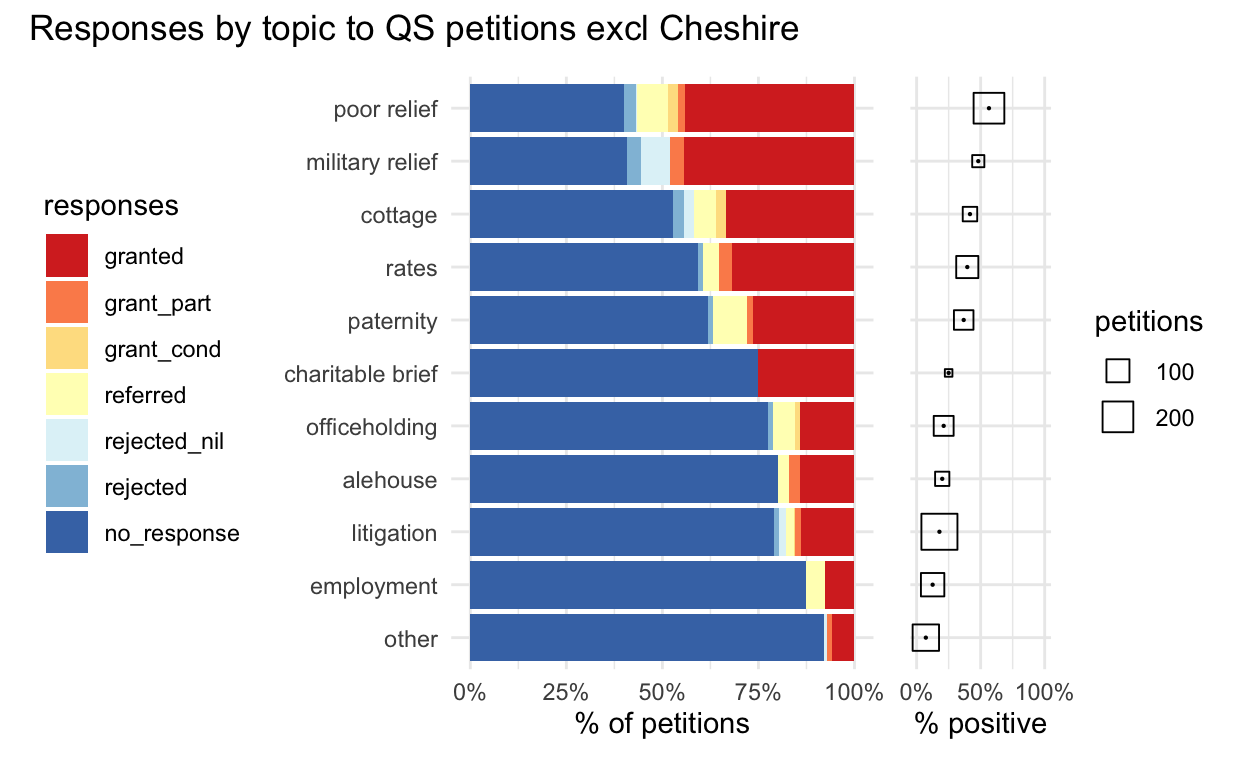 Responses by topic to QS petitions excl Cheshire
responses
granted
grant_part
grant_cond
referred
rejected_nil
rejected
no_response
poor relief
military relief
cottage
rates
paternity
charitable brief
officeholding
alehouse
litigation
employment
other
0% 25% 50% 75% 100%
% of petitions
0% 50% 100%
% positive
petitions
100
200